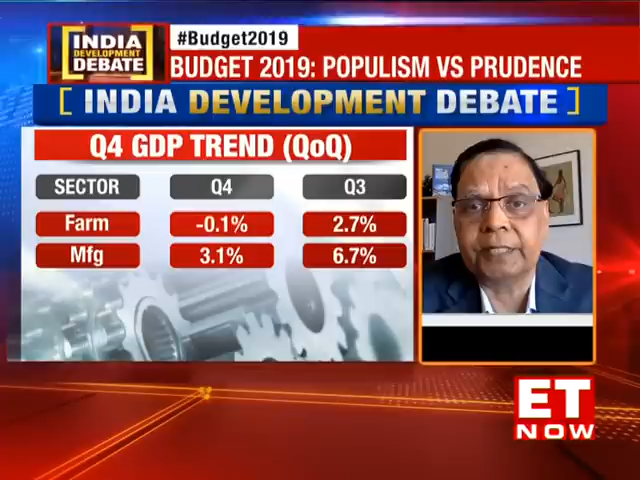 INDIA
DEVELOPMENT
DEBATE
#Budget2019
BUDGET 2019: POPULISM VS PRUDENCE
[INDIA DEVELOPMENT DEBATE]
Q4 GDP TREND (QoQ)
SECTOR Q4 Q3
Farm -0.1% 2.7%
Mfg 3.1% 6.7%
ET
NOW